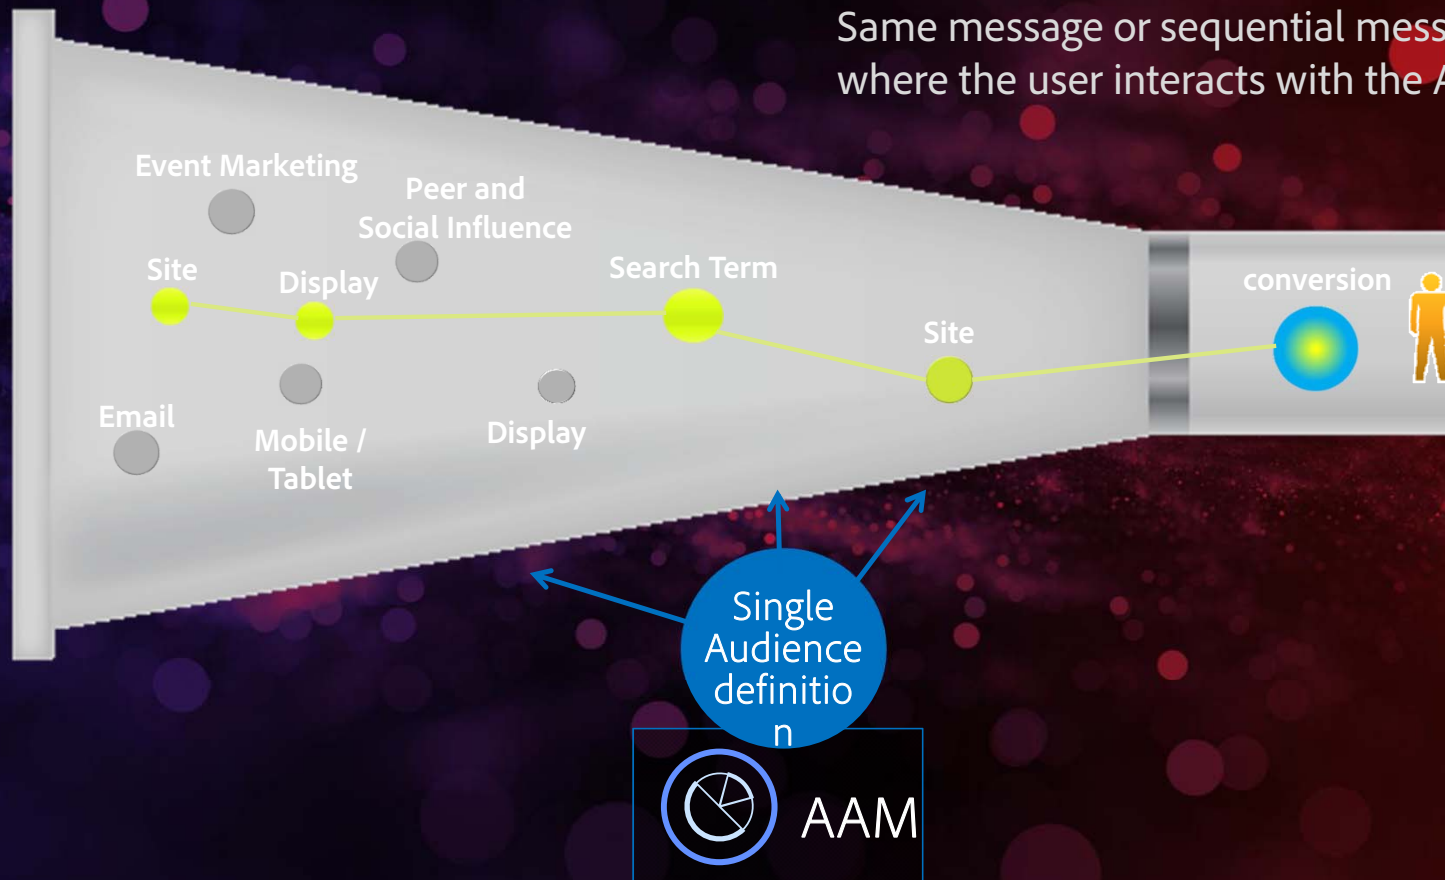 Same message or sequential mess
where the user interacts with the A
Event Marketing
Peer and
Social Influence
Site
Display
Search Term
conversion
Site
Email
Mobile /
Tablet
Display
Single
Audience
definitio
n
AAM